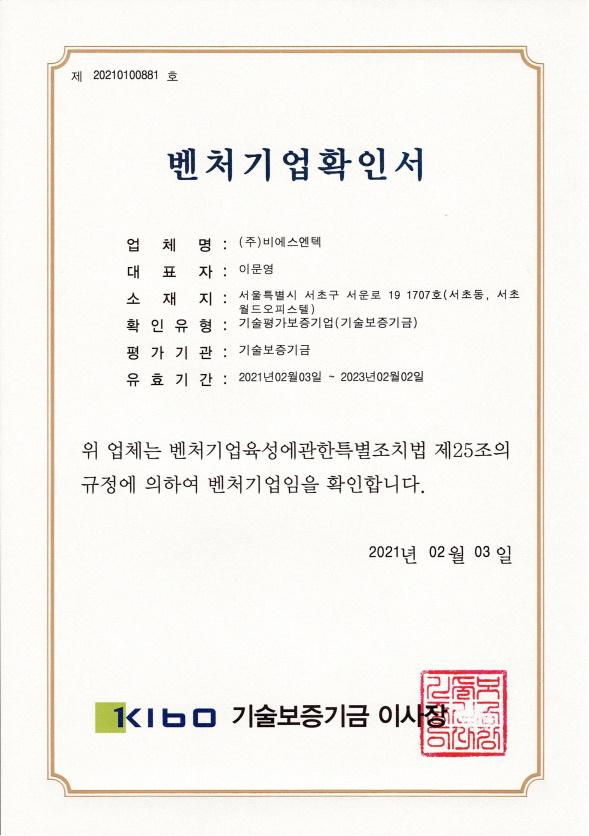 제 20210100881 호
벤처기업확인서
업 체 명 : (주)비에스엔텍
대 표 자 : 이문영
소 재 지 : 서울특별시 서초구 서운로 19 1707호(서초동, 서초
월드오피스텔)
확 인 유 형 : 기술평가보증기업(기술보증기금)
평 가 기 관 : 기술보증기금
유 효 기 간 : 2021년02월03일 ~ 2023년02월02일
위 업체는 벤처기업육성에관한특별조치법 제25조의
규정에 의하여 벤처기업임을 확인합니다.
2021년 02월 03일
KIBO 기술보증기금 이사장